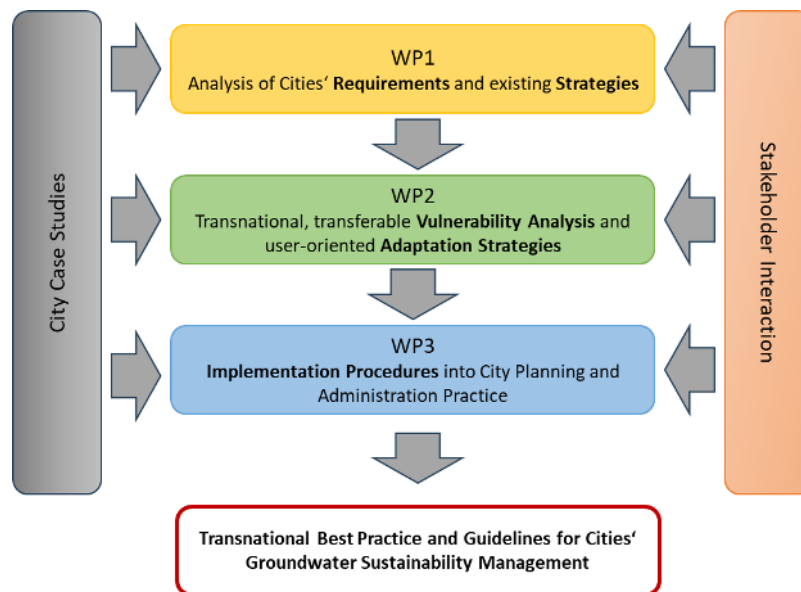 City Case Studies
WP1
Analysis of Cities‘ Requirements and existing Strategies
WP2
Transnational, transferable Vulnerability Analysis and
user-oriented Adaptation Strategies
WP3
Implementation Procedures into City Planning and
Administration Practice
Stakeholder Interaction
Transnational Best Practice and Guidelines for Cities‘
Groundwater Sustainability Management